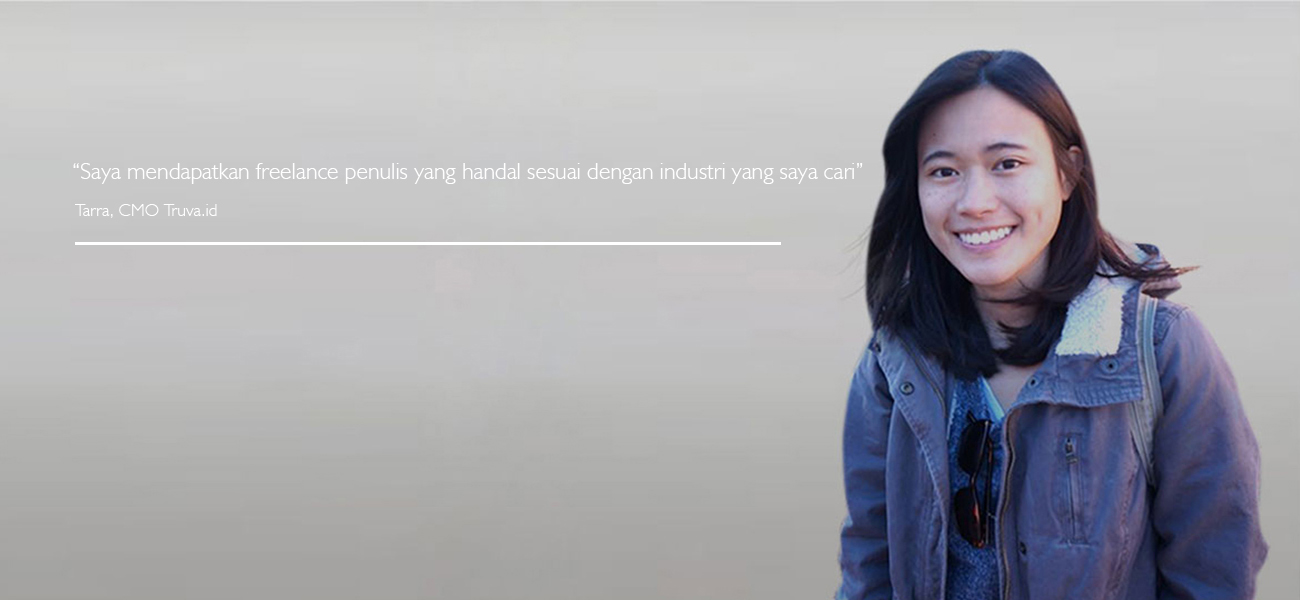 “Saya mendapatkan freelance penulis yang handal sesuai dengan industri yang saya cari”
Tarra, CMO Truva.id